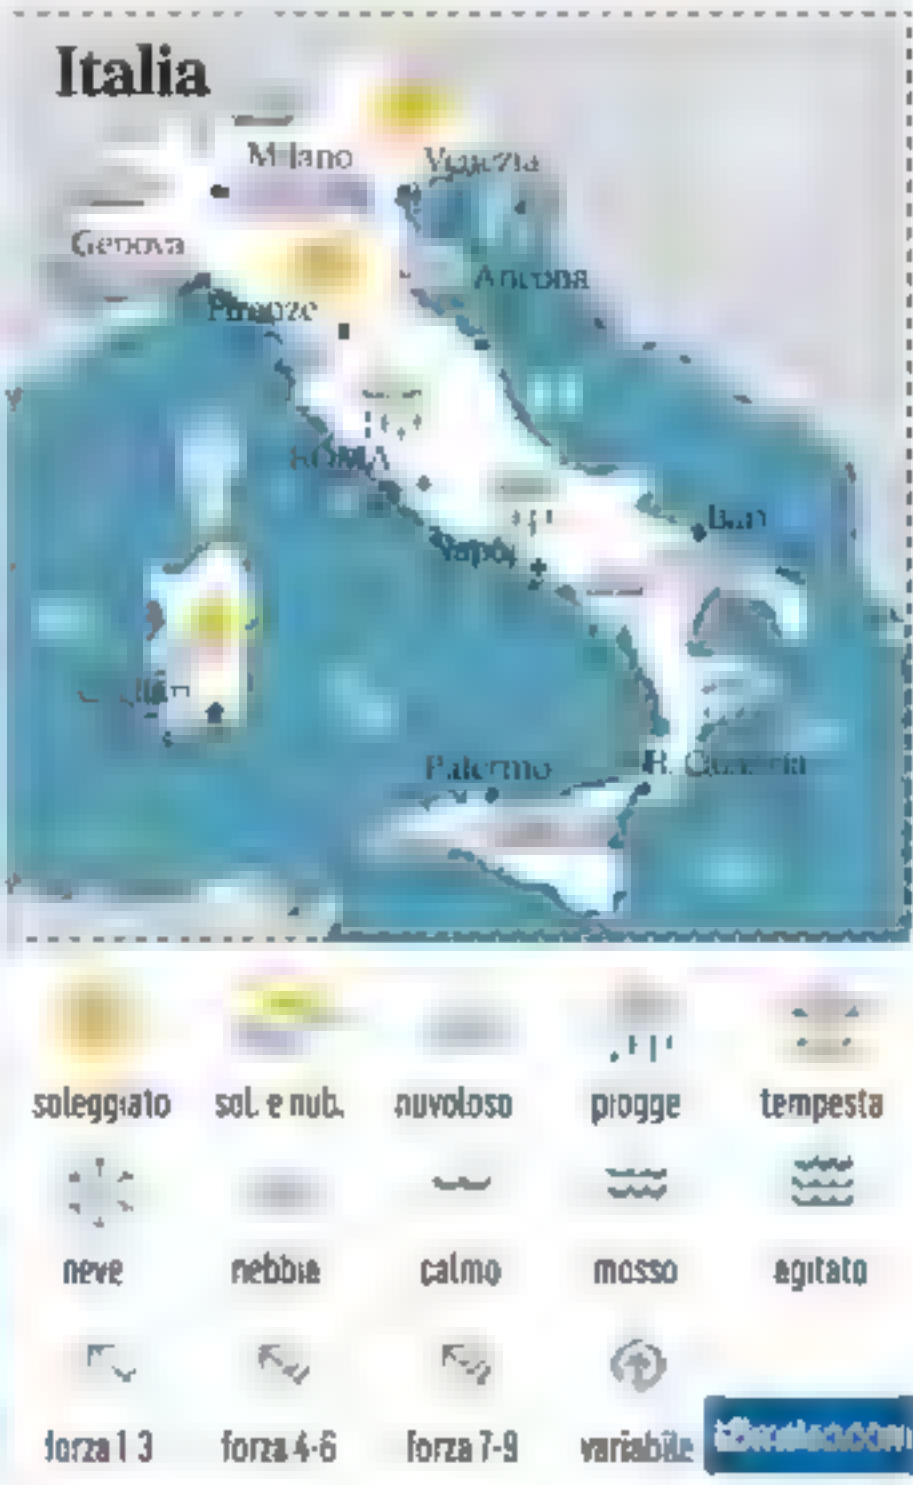 Italia
Milano
Venezia
Genova
Ancona
Firenze
ROMA
Bari
Napoli
Palermo
soleggiato
sol. e nub.
nuvoloso
piogge
tempesta
neve
nebbia
calmo
mosso
agitato
forza 1-3
forza 4-6
forza 7-9
variabile